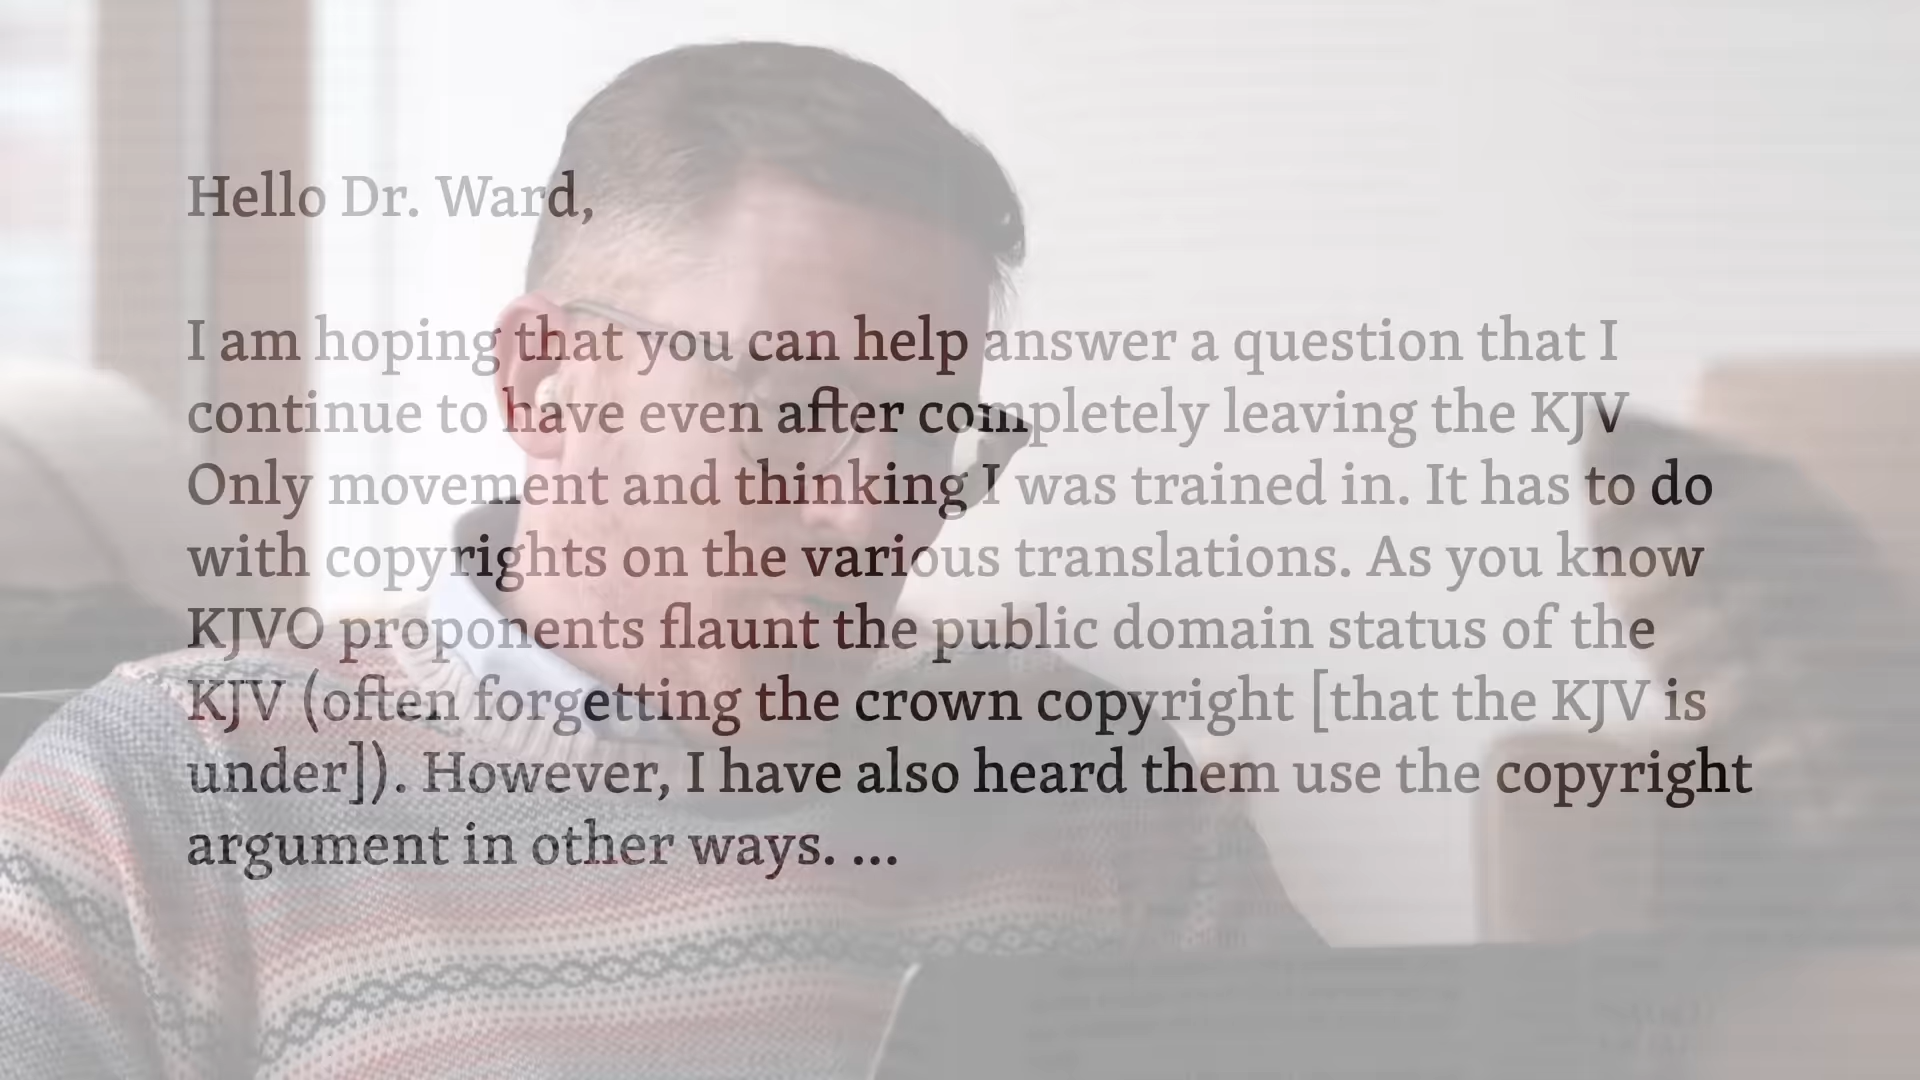 Hello Dr. Ward,
I am hoping that you can help answer a question that I
continue to have even after completely leaving the KJV
Only movement and thinking I was trained in. It has to do
with copyrights on the various translations. As you know
KJVO proponents flaunt the public domain status of the
KJV (often forgetting the crown copyright [that the KJV is
under]). However, I have also heard them use the copyright
argument in other ways. ...